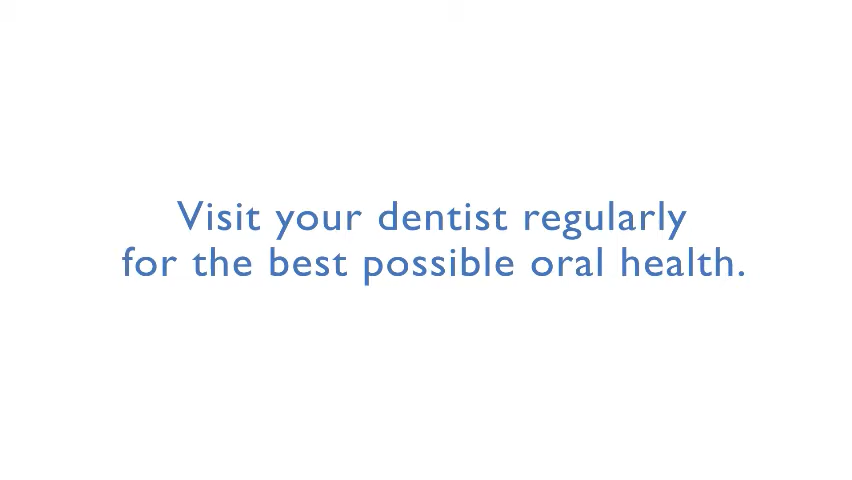 Visit your dentist regularly
for the best possible oral health.